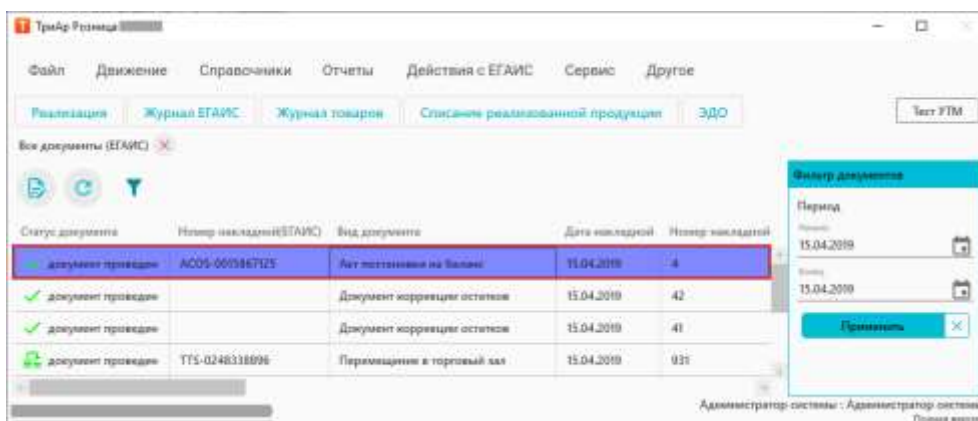 ТриАр Розница
Файл Движение Справочники Отчеты Действия с ЕГАИС Сервис Другое
Реализация Журнал ЕГАИС Журнал товаров Списание реализованной продукции ЭДО Тест УТМ
Все документы (ЕГАИС)
Фильтр документов
Период
Начало
15.04.2019
Конец
15.04.2019
Применить
Статус документа Номер накладной(ЕГАИС) Вид документа Дата накладной Номер накладной
документ проведен ACOS-0015867125 Акт постановки на баланс 15.04.2019 4
документ проведен Документ коррекции остатков 15.04.2019 42
документ проведен Документ коррекции остатков 15.04.2019 41
документ проведен TTS-0248338896 Перемещение в торговый зал 15.04.2019 931
Администратор системы : Администратор системы